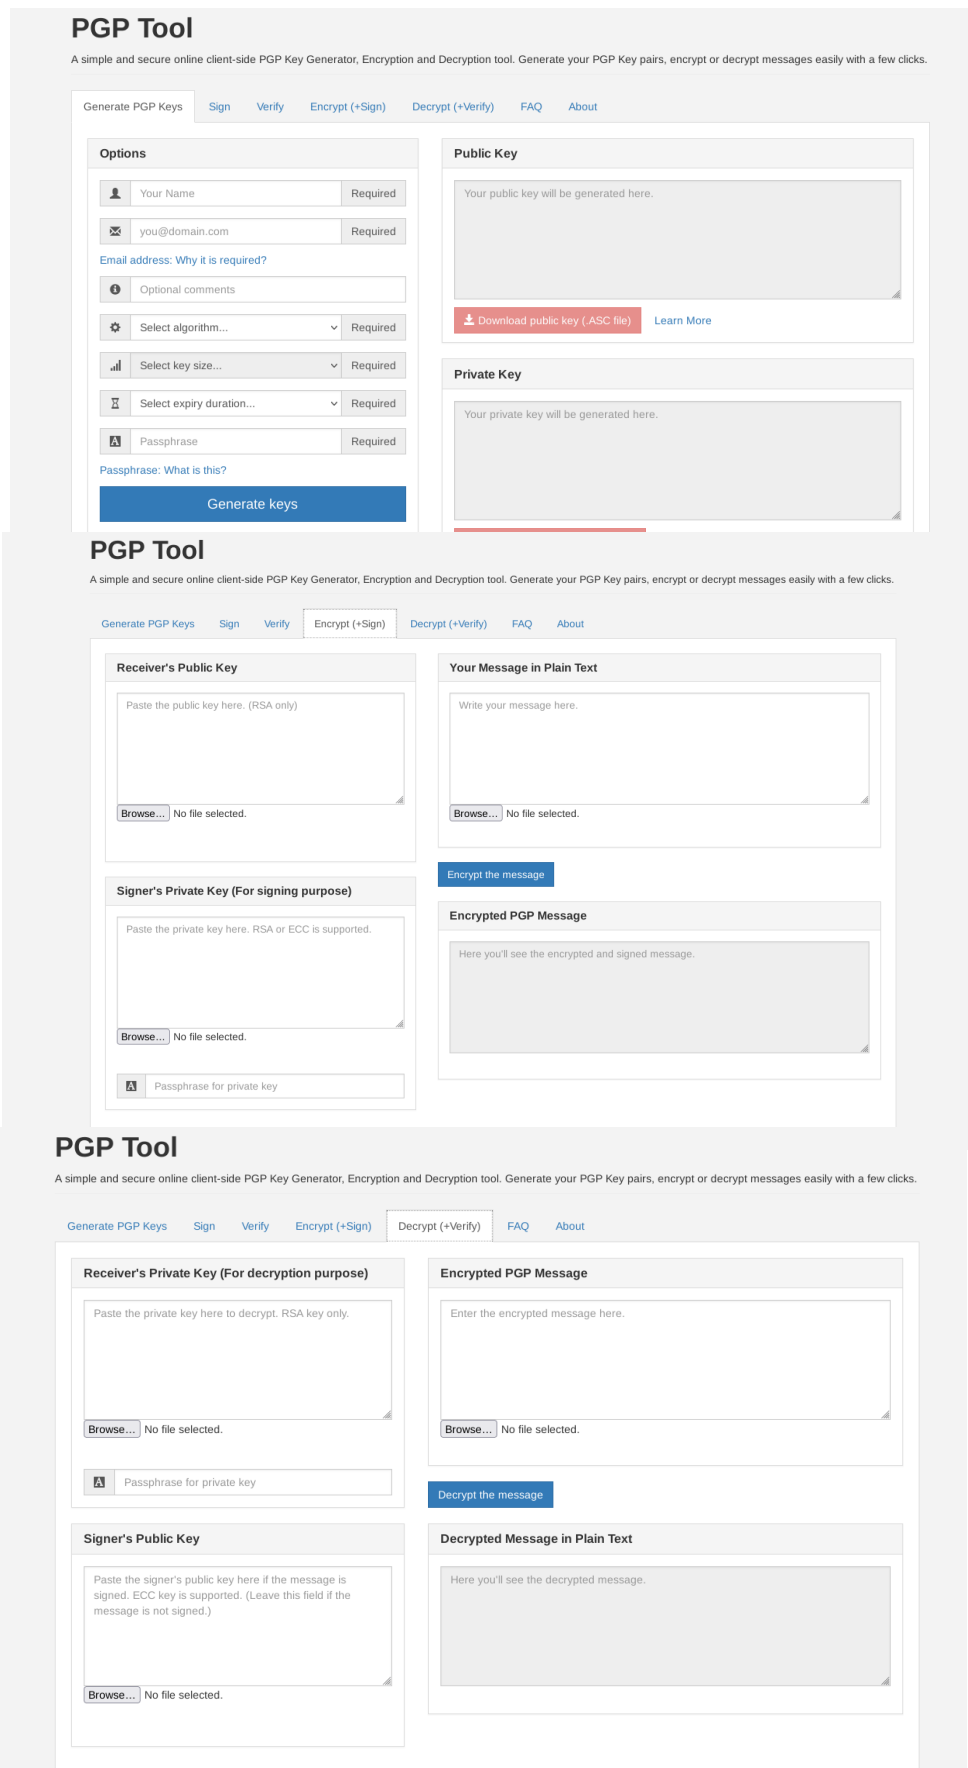 PGP Tool
A simple and secure online client-side PGP Key Generator, Encryption and Decryption tool. Generate your PGP Key pairs, encrypt or decrypt messages easily with a few clicks.
Generate PGP Keys Sign Verify Encrypt (+Sign) Decrypt (+Verify) FAQ About
Options
Your Name Required
you@domain.com Required
Email address: Why it is required?
Optional comments
Select algorithm... Required
Select key size... Required
Select expiry duration... Required
Passphrase Required
Passphrase: What is this?
Generate keys
Public Key
Your public key will be generated here.
Download public key (.ASC file) Learn More
Private Key
Your private key will be generated here.
PGP Tool
A simple and secure online client-side PGP Key Generator, Encryption and Decryption tool. Generate your PGP Key pairs, encrypt or decrypt messages easily with a few clicks.
Generate PGP Keys Sign Verify Encrypt (+Sign) Decrypt (+Verify) FAQ About
Receiver's Public Key
Paste the public key here. (RSA only)
Browse... No file selected.
Signer's Private Key (For signing purpose)
Paste the private key here. RSA or ECC is supported.
Browse... No file selected.
Passphrase for private key
Your Message in Plain Text
Write your message here.
Browse... No file selected.
Encrypt the message
Encrypted PGP Message
Here you'll see the encrypted and signed message.
PGP Tool
A simple and secure online client-side PGP Key Generator, Encryption and Decryption tool. Generate your PGP Key pairs, encrypt or decrypt messages easily with a few clicks.
Generate PGP Keys Sign Verify Encrypt (+Sign) Decrypt (+Verify) FAQ About
Receiver's Private Key (For decryption purpose)
Paste the private key here to decrypt. RSA key only.
Browse... No file selected.
Passphrase for private key
Signer's Public Key
Paste the signer's public key here if the message is
signed. ECC key is supported. (Leave this field if the
message is not signed.)
Browse... No file selected.
Encrypted PGP Message
Enter the encrypted message here.
Browse... No file selected.
Decrypt the message
Decrypted Message in Plain Text
Here you'll see the decrypted message.